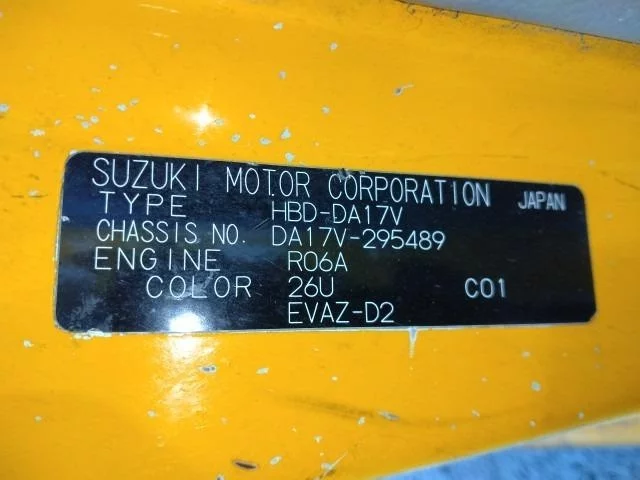 SUZUKI MOTOR CORPORATION JAPAN
TYPE HBD-DA17V
CHASSIS NO. DA17V-295489
ENGINE R06A
COLOR 26U C01
EVAZ-D2